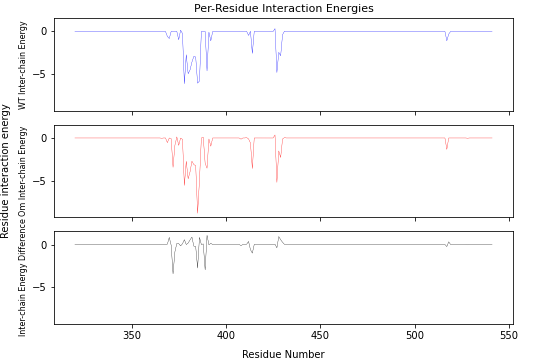 Per-Residue Interaction Energies
Residue interaction energy
WT Inter-chain Energy
0
−5
Om Inter-chain Energy
0
−5
Inter-chain Energy Difference
0
−5
350
400
450
500
550
Residue Number